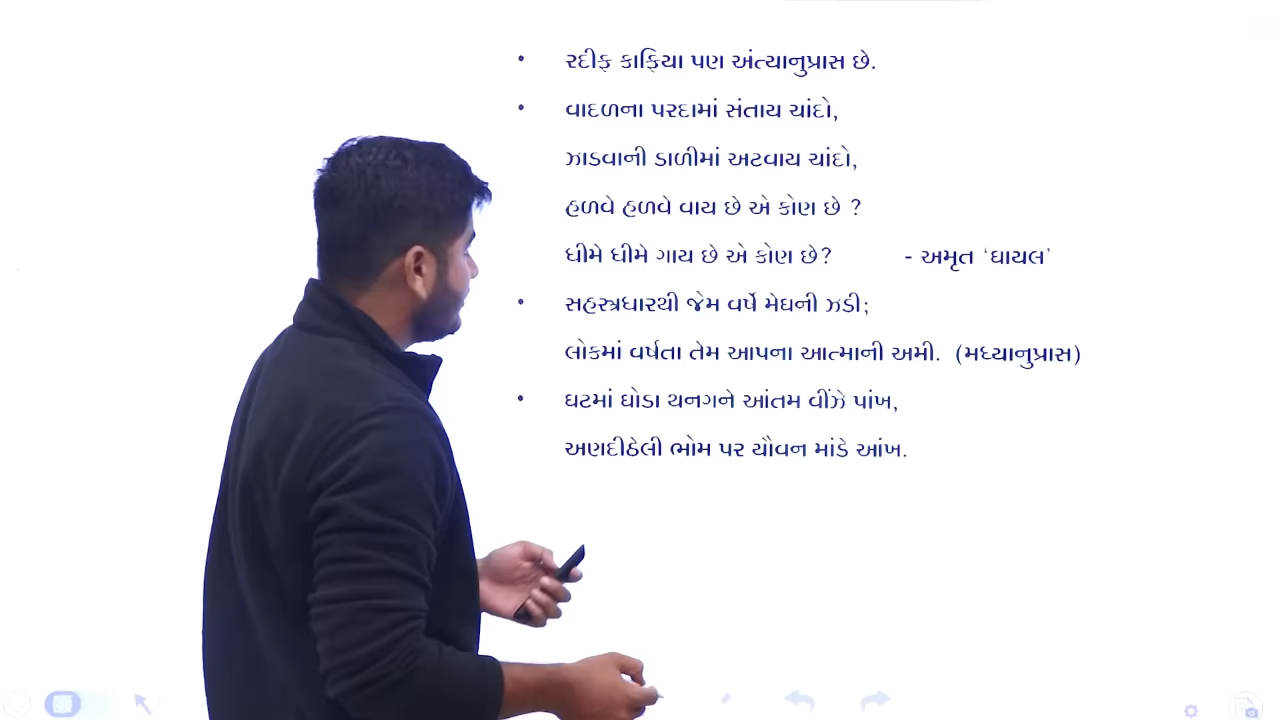 • રદીફ કાફિયા પણ અંત્યાનુપ્રાસ છે.
• વાદળના પરદામાં સંતાય ચાંદો,
ઝાડવાની ડાળીમાં અટવાય ચાંદો,
હળવે હળવે વાય છે એ કોણ છે ?
ધીમે ધીમે ગાય છે એ કોણ છે? - અમૃત ‘ઘાયલ’
• સહસ્ત્રધારથી જેમ વર્ષે મેઘની ઝડી;
લોકમાં વર્ષતા તેમ આપના આત્માની અમી. (મધ્યાનુપ્રાસ)
• ઘટમાં ઘોડા થનગને આંતમ વીંઝે પાંખ,
અણદીઠેલી ભોમ પર યૌવન માંડે આંખ.